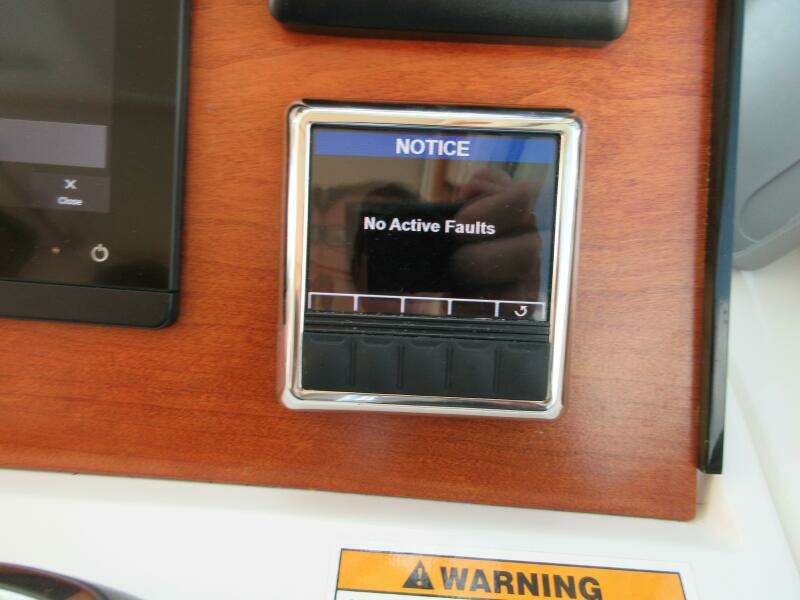 NOTICE
No Active Faults
Close
WARNING